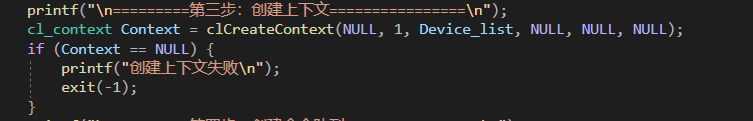 printf("\n=========第三步：创建上下文================\n");
cl_context Context = clCreateContext(NULL, 1, Device_list, NULL, NULL, NULL);
if (Context == NULL) {
printf("创建上下文失败\n");
exit(-1);
}